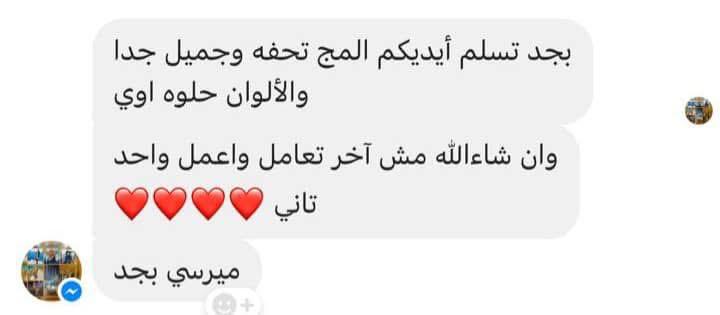 بجد تسلم أيديكم المج تحفه وجميل جدا
والألوان حلوه اوي
وان شاءالله مش آخر تعامل واعمل واحد
تاني ❤️❤️❤️❤️
ميرسي بجد